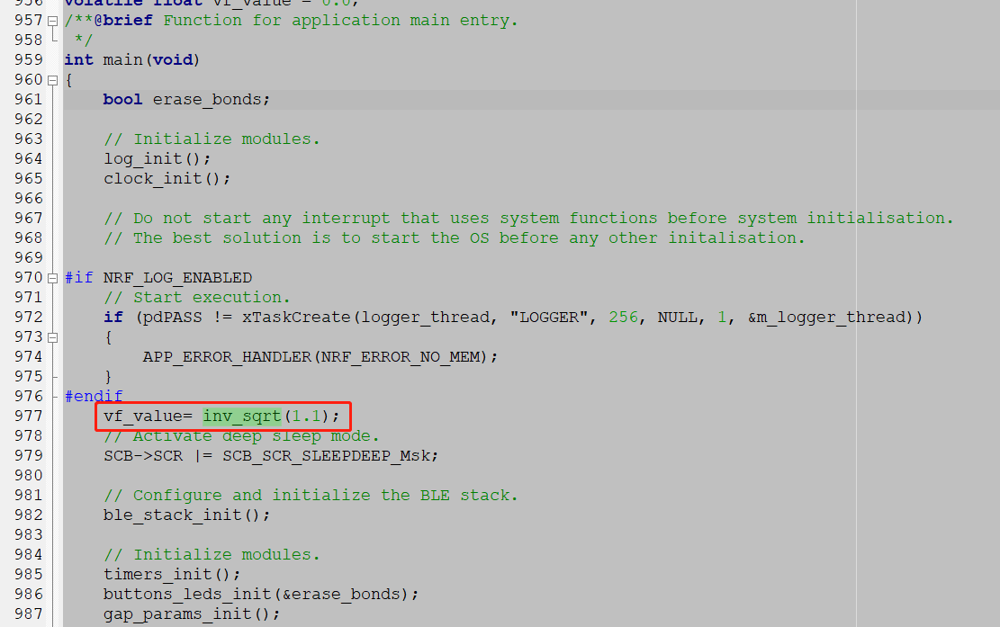 956 volatile float vf_value = 0.0;
957 /**@brief Function for application main entry.
958 */
959 int main(void)
960 {
961 bool erase_bonds;
962
963 // Initialize modules.
964 log_init();
965 clock_init();
966
967 // Do not start any interrupt that uses system functions before system initialisation.
968 // The best solution is to start the OS before any other initalisation.
969
970 #if NRF_LOG_ENABLED
971 // Start execution.
972 if (pdPASS != xTaskCreate(logger_thread, "LOGGER", 256, NULL, 1, &m_logger_thread))
973 {
974 APP_ERROR_HANDLER(NRF_ERROR_NO_MEM);
975 }
976 #endif
977 vf_value= inv_sqrt(1.1);
978 // Activate deep sleep mode.
979 SCB->SCR |= SCB_SCR_SLEEPDEEP_Msk;
980
981 // Configure and initialize the BLE stack.
982 ble_stack_init();
983
984 // Initialize modules.
985 timers_init();
986 buttons_leds_init(&erase_bonds);
987 gap_params_init();